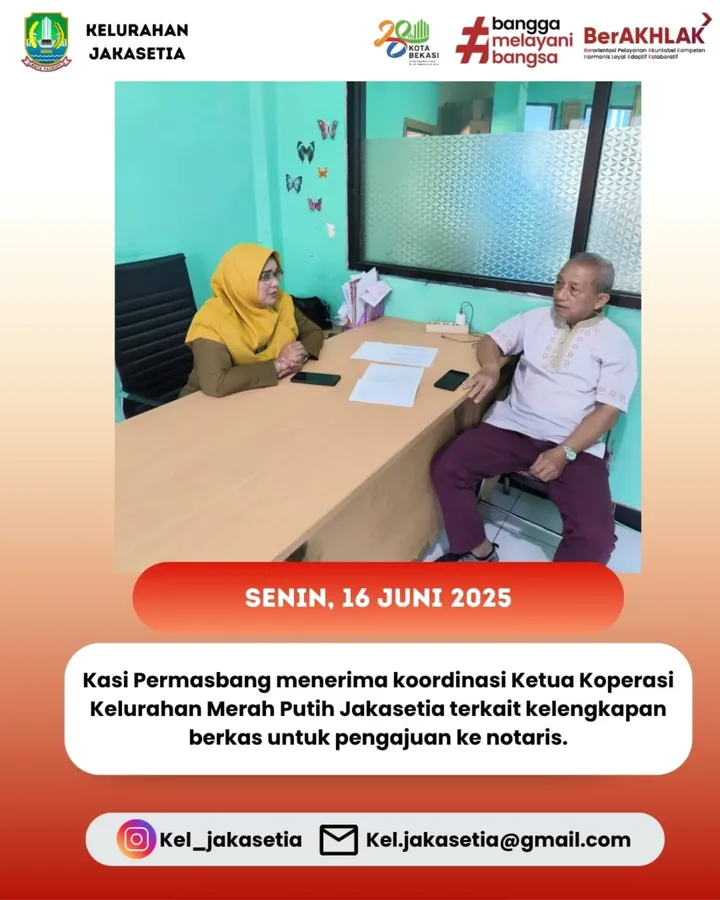 KELURAHAN
JAKASETIA
KOTA
BEKASI
#bangga
melayani
bangsa
BerAKHLAK
Berorientasi Pelayanan Akuntabel Kompeten
Harmonis Loyal Adaptif Kolaboratif
SENIN, 16 JUNI 2025
Kasi Permasbang menerima koordinasi Ketua Koperasi
Kelurahan Merah Putih Jakasetia terkait kelengkapan
berkas untuk pengajuan ke notaris.
Kel_jakasetia
Kel.jakasetia@gmail.com